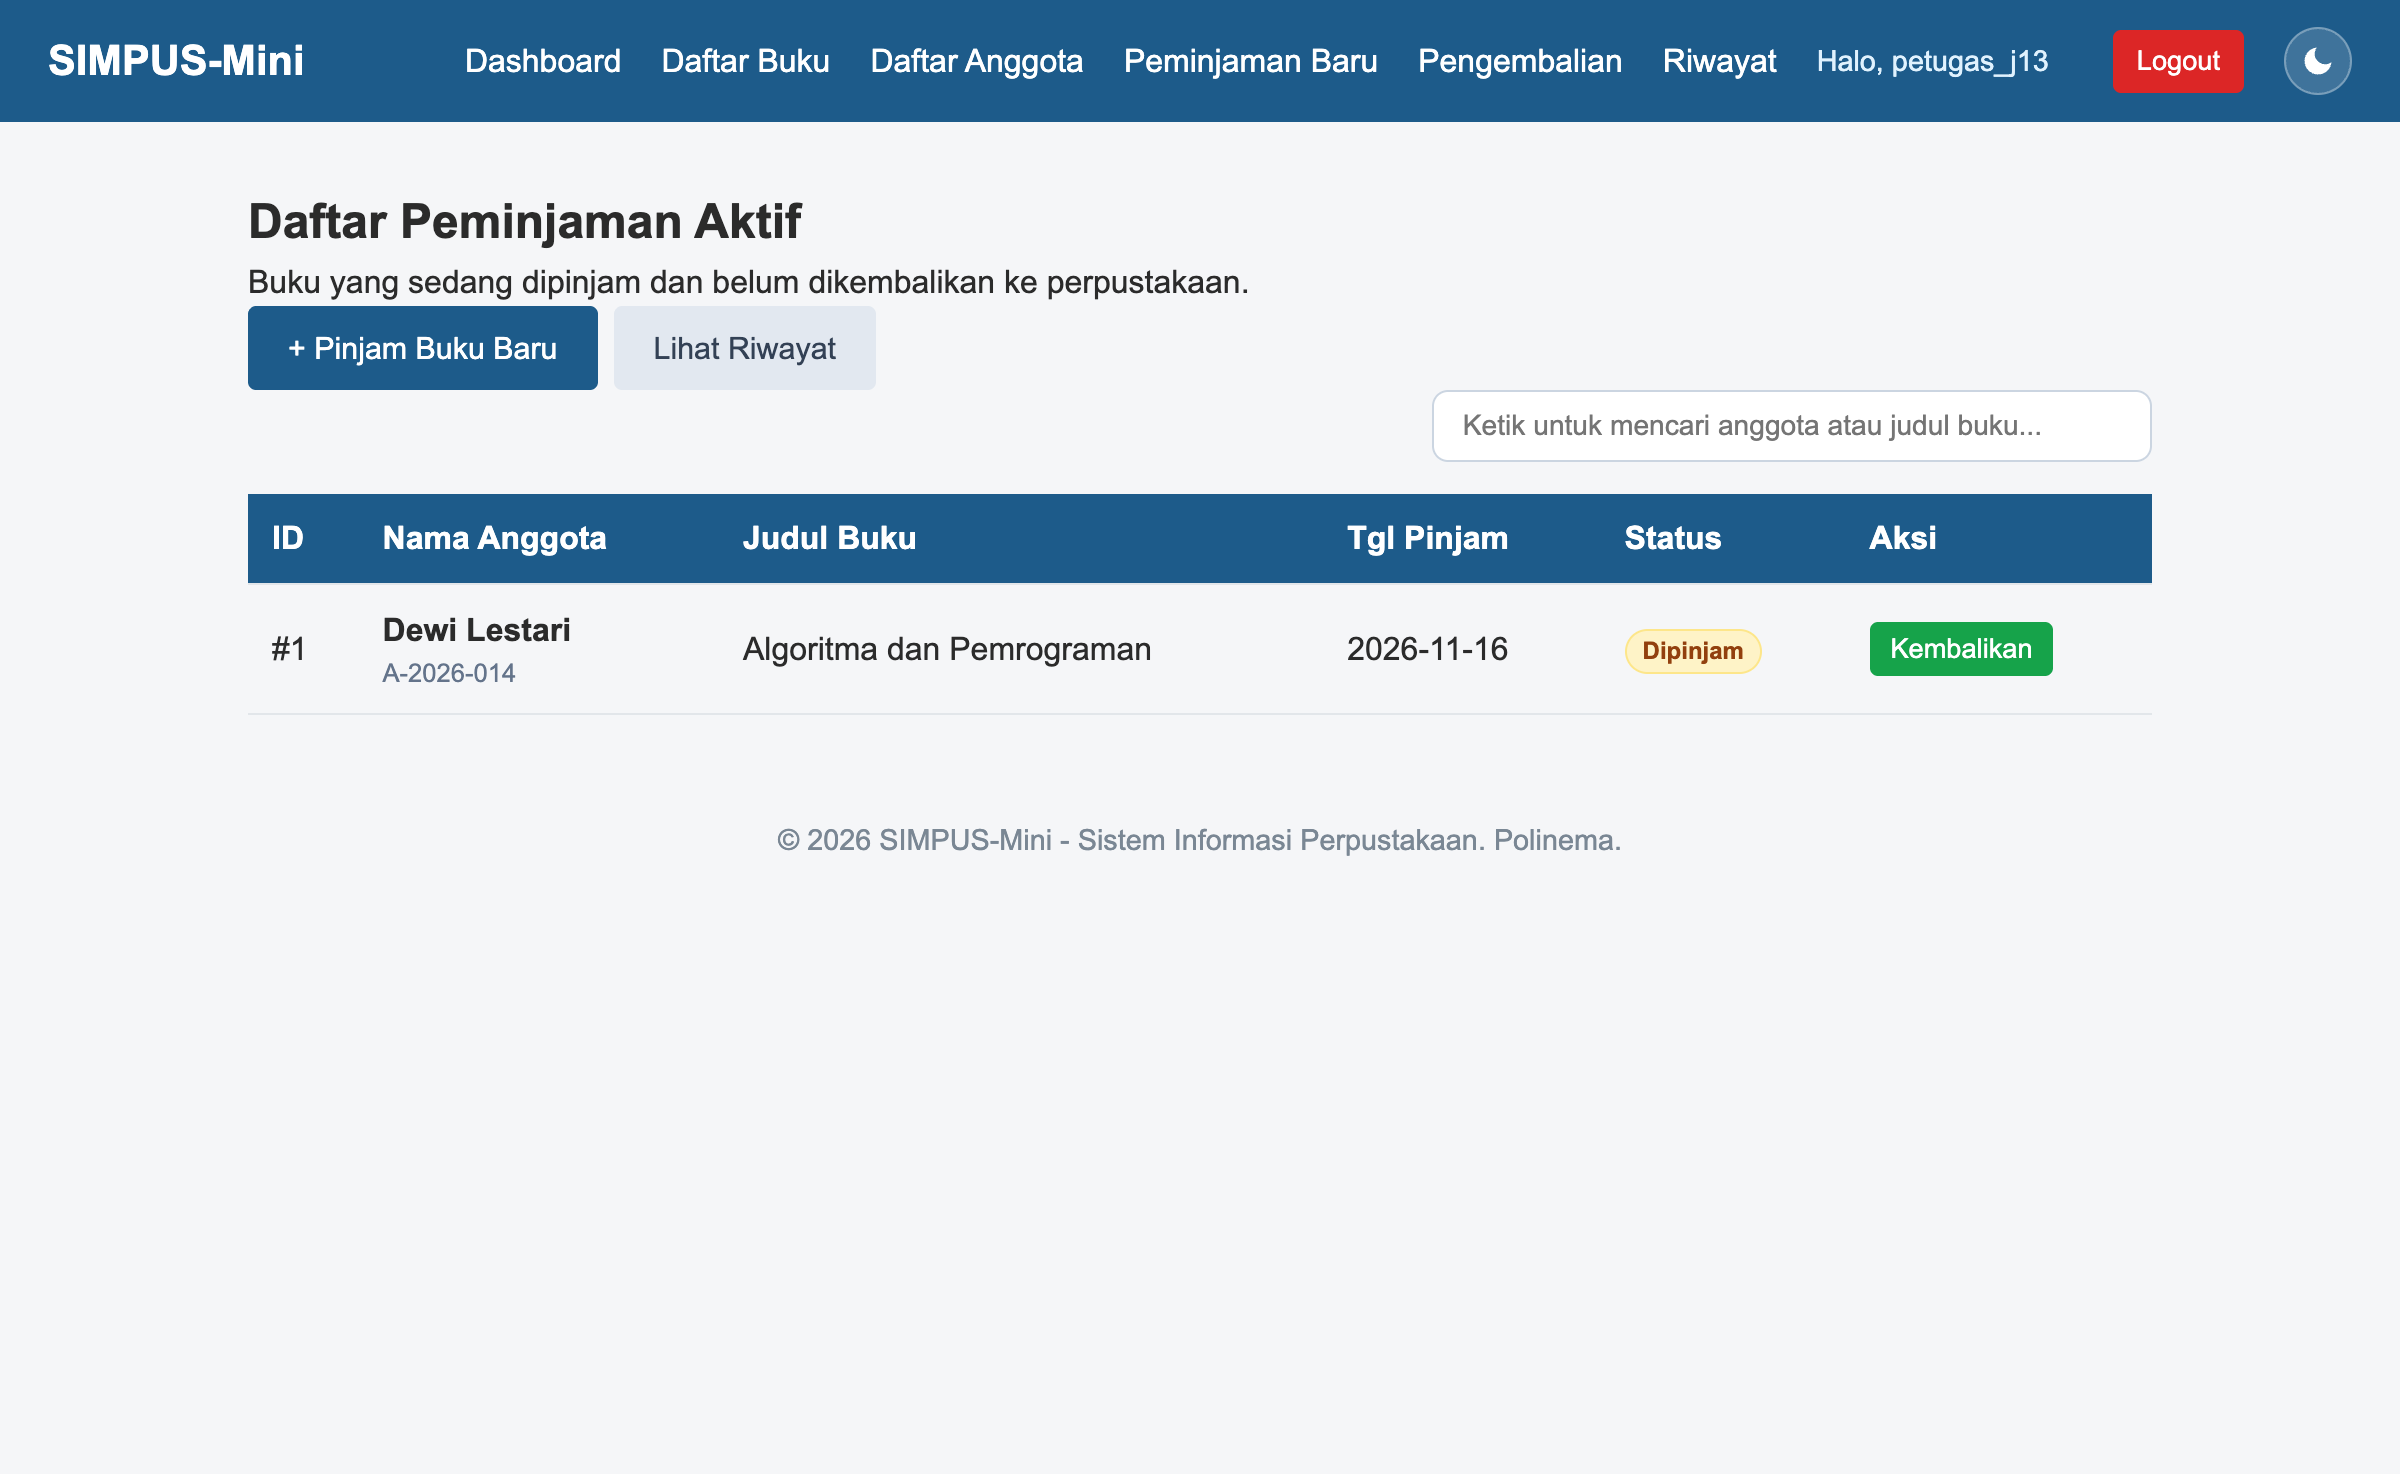 SIMPUS-Mini Dashboard Daftar Buku Daftar Anggota Peminjaman Baru Pengembalian Riwayat Halo, petugas_j13 Logout
Daftar Peminjaman Aktif
Buku yang sedang dipinjam dan belum dikembalikan ke perpustakaan.
+ Pinjam Buku Baru Lihat Riwayat
Ketik untuk mencari anggota atau judul buku...
ID Nama Anggota Judul Buku Tgl Pinjam Status Aksi
#1 Dewi Lestari Algoritma dan Pemrograman 2026-11-16 Dipinjam Kembalikan
A-2026-014
© 2026 SIMPUS-Mini - Sistem Informasi Perpustakaan. Polinema.